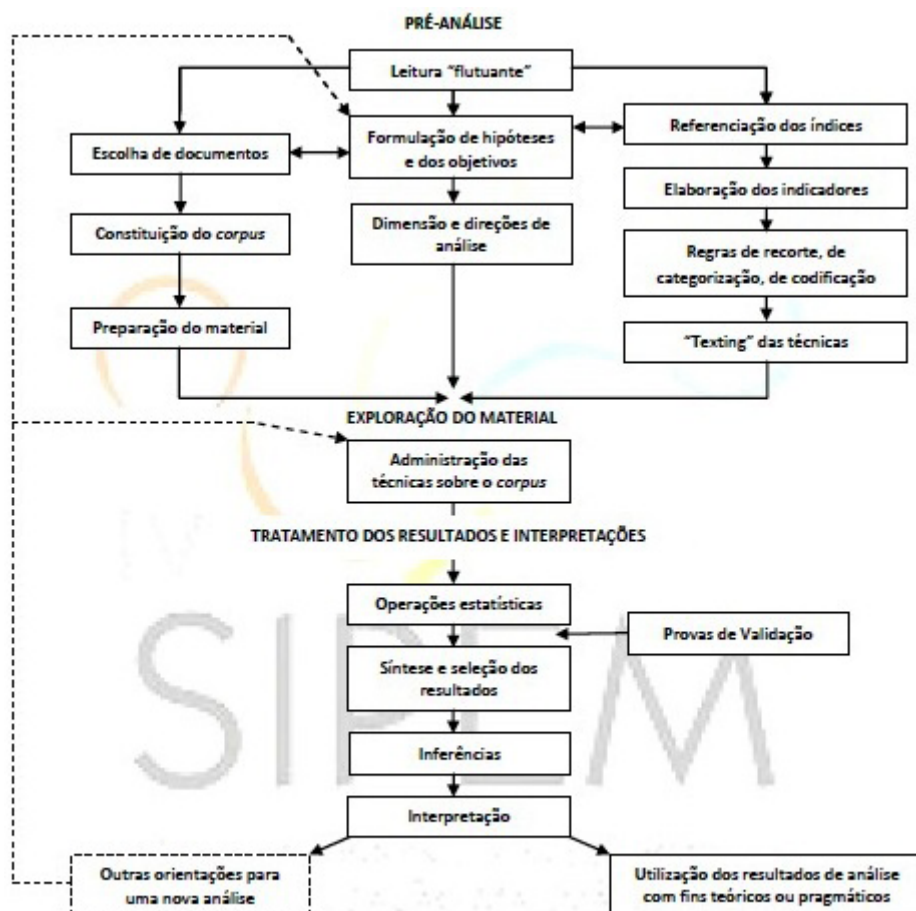 PRÉ-ANÁLISE
Leitura "flutuante"
Escolha de documentos
Formulação de hipóteses
e dos objetivos
Referenciação dos índices
Elaboração dos indicadores
Constituição do corpus
Dimensão e direções de
análise
Regras de recorte, de
categorização, de codificação
Preparação do material
"Texting" das técnicas
EXPLORAÇÃO DO MATERIAL
Administração das
técnicas sobre o corpus
TRATAMENTO DOS RESULTADOS E INTERPRETAÇÕES
IV
Operações estatísticas
Provas de Validação
Síntese e seleção dos
resultados
SIPEM
Inferências
Interpretação
Outras orientações para
uma nova análise
Utilização dos resultados de análise
com fins teóricos ou pragmáticos